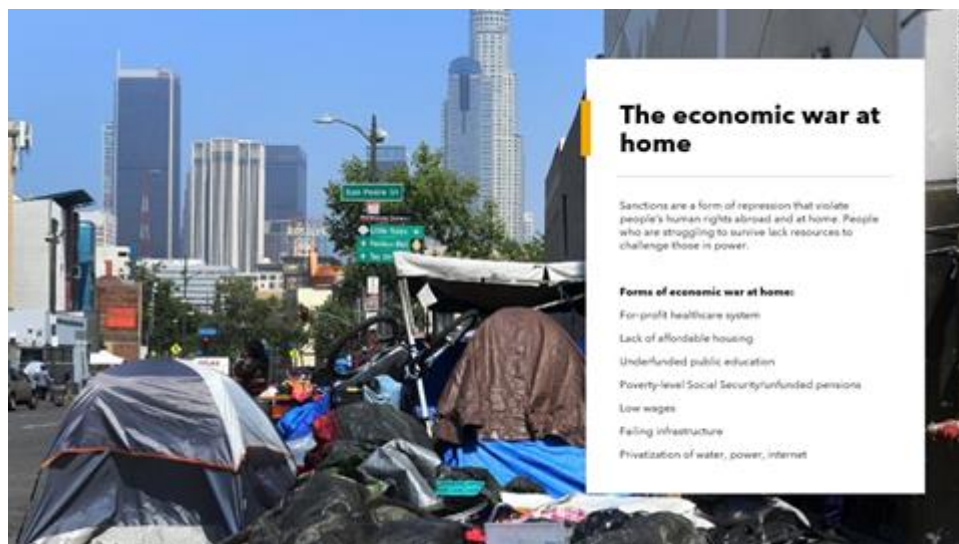 San Pedro St
Little Tokyo
The economic war at
home
Sanctions are a form of repression that violate
people's human rights abroad and at home. People
who are struggling to survive lack resources to
challenge those in power.
Forms of economic war at home:
For-profit healthcare system
Lack of affordable housing
Underfunded public education
Poverty-level Social Security/unfunded pensions
Low wages
Failing infrastructure
Privatization of water, power, internet